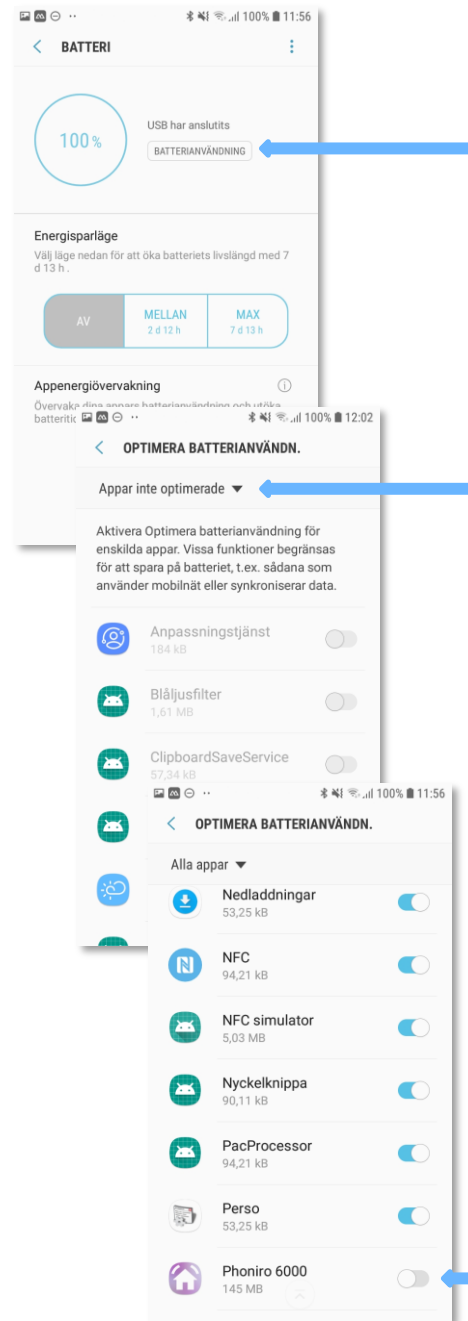 100% 11:56
BATTERI
100 %
USB har anslutits
BATTERIANVÄNDNING
Energisparläge
Välj läge nedan för att öka batteriets livslängd med 7
d 13 h .
AV
MELLAN
2 d 12 h
MAX
7 d 13 h
Appenergiövervakning
Övervaka dina appars batterianvändning och utöka
100% 12:02
OPTIMERA BATTERIANVÄNDN.
Appar inte optimerade
Aktivera Optimera batterianvändning för
enskilda appar. Vissa funktioner begränsas
för att spara på batteriet, t.ex. sådana som
använder mobilnät eller synkroniserar data.
Anpassningstjänst
184 kB
Blåljusfilter
1,61 MB
ClipboardSaveService
57,34 kB
100% 11:56
OPTIMERA BATTERIANVÄNDN.
Alla appar
Nedladdningar
53,25 kB
NFC
94,21 kB
NFC simulator
5,03 MB
Nyckelknippa
90,11 kB
PacProcessor
94,21 kB
Perso
53,25 kB
Phoniro 6000
145 MB